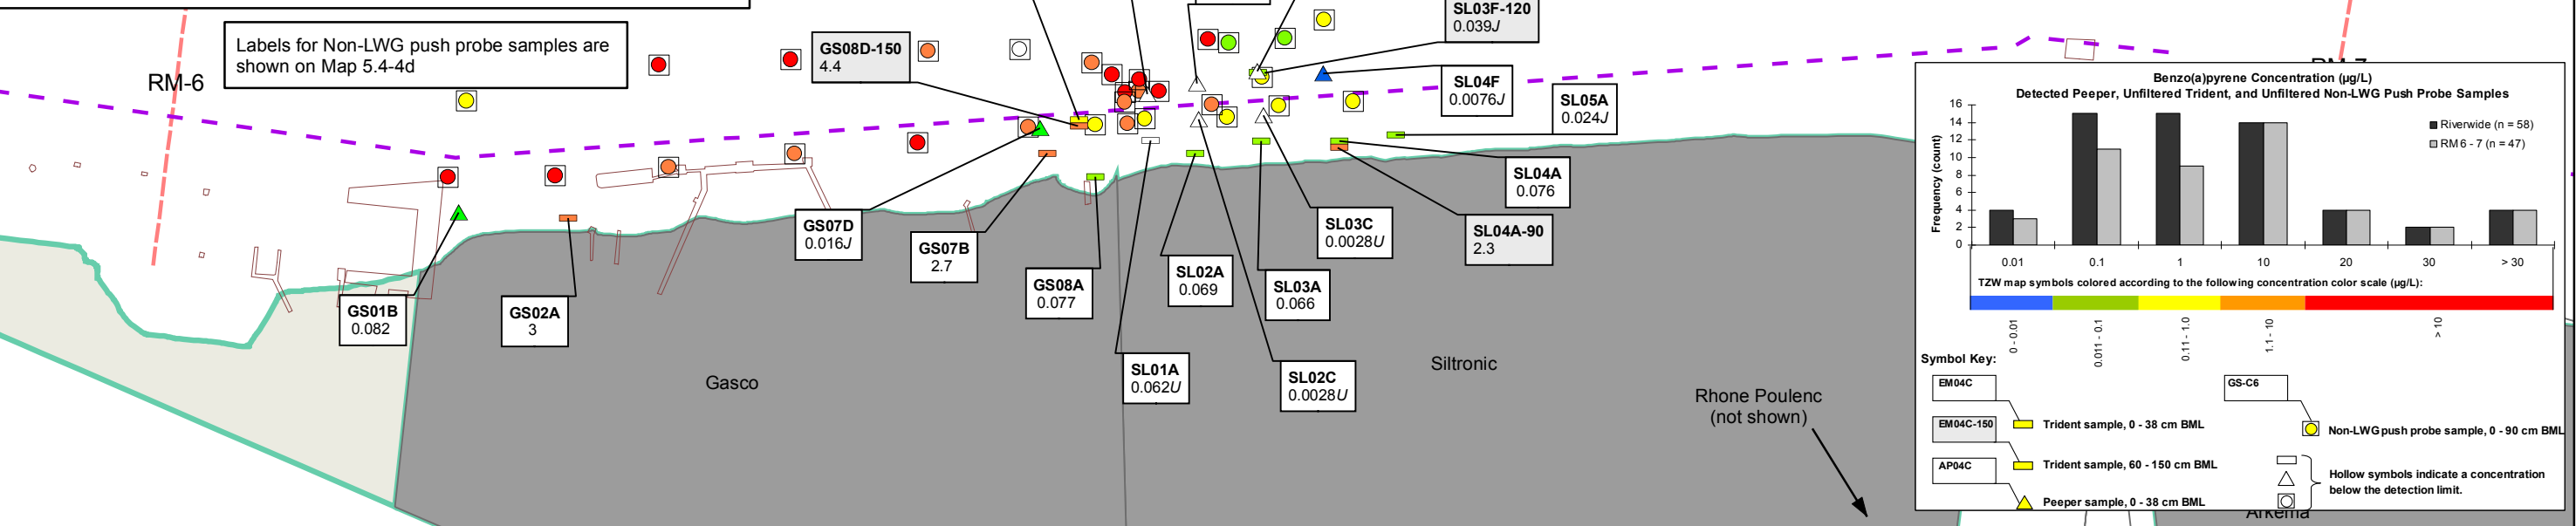 Labels for Non-LWG push probe samples are
shown on Map 5.4-4d
RM-6
GS08D-150
4.4
SL03F-120
0.039J
SL04F
0.0076J
SL05A
0.024J
SL04A
0.076
SL04A-90
2.3
SL03C
0.0028U
SL03A
0.066
SL02A
0.069
SL02C
0.0028U
SL01A
0.062U
GS08A
0.077
GS07B
2.7
GS07D
0.016J
GS02A
3
GS01B
0.082
Gasco
Siltronic
Rhone Poulenc
(not shown)
Benzo(a)pyrene Concentration (µg/L)
Detected Peeper, Unfiltered Trident, and Unfiltered Non-LWG Push Probe Samples
Frequency (count)
16
14
12
10
8
6
4
2
0
Riverwide (n = 58)
RM 6 - 7 (n = 47)
0.01 0.1 1 10 20 30 > 30
TZW map symbols colored according to the following concentration color scale (µg/L):
0 - 0.01
0.011 - 0.1
0.11 - 1.0
1.1 - 10
> 10
Symbol Key:
EM04C
Trident sample, 0 - 38 cm BML
EM04C-150
Trident sample, 60 - 150 cm BML
AP04C
Peeper sample, 0 - 38 cm BML
GS-C6
Non-LWG push probe sample, 0 - 90 cm BML
Hollow symbols indicate a concentration
below the detection limit.